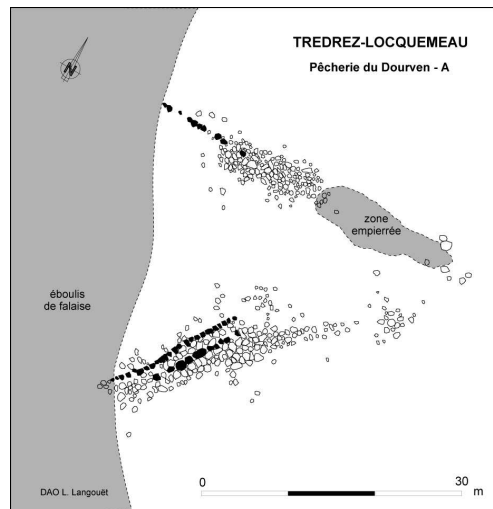 TREDREZ-LOCQUEMEAU
Pêcherie du Dourven - A
N
zone
empierrée
éboulis
de falaise
0 30
m
DAO L. Langouët